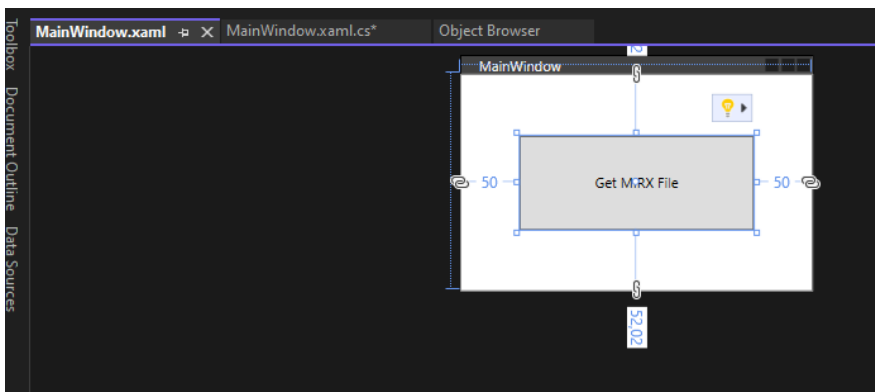 MainWindow.xaml
MainWindow.xaml.cs*
Object Browser
Toolbox
Document Outline
Data Sources
MainWindow
50
Get MRX File
50
52,02